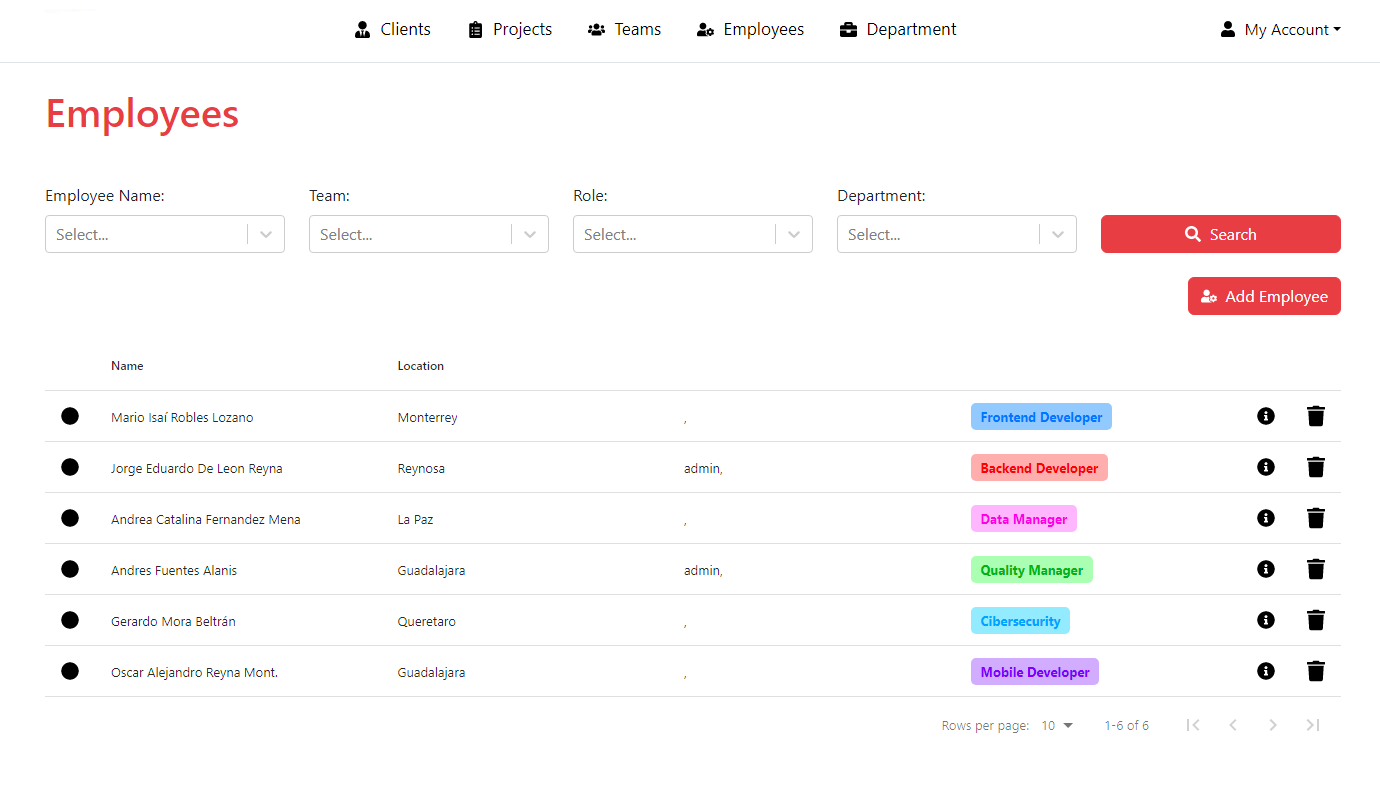 Clients Projects Teams Employees Department My Account
Employees
Employee Name: Team: Role: Department:
Select... Select... Select... Select... Search
Add Employee
Name Location
Mario Isaí Robles Lozano Monterrey , Frontend Developer
Jorge Eduardo De Leon Reyna Reynosa admin, Backend Developer
Andrea Catalina Fernandez Mena La Paz , Data Manager
Andres Fuentes Alanis Guadalajara admin, Quality Manager
Gerardo Mora Beltrán Queretaro , Cibersecurity
Oscar Alejandro Reyna Mont. Guadalajara , Mobile Developer
Rows per page: 10 1-6 of 6